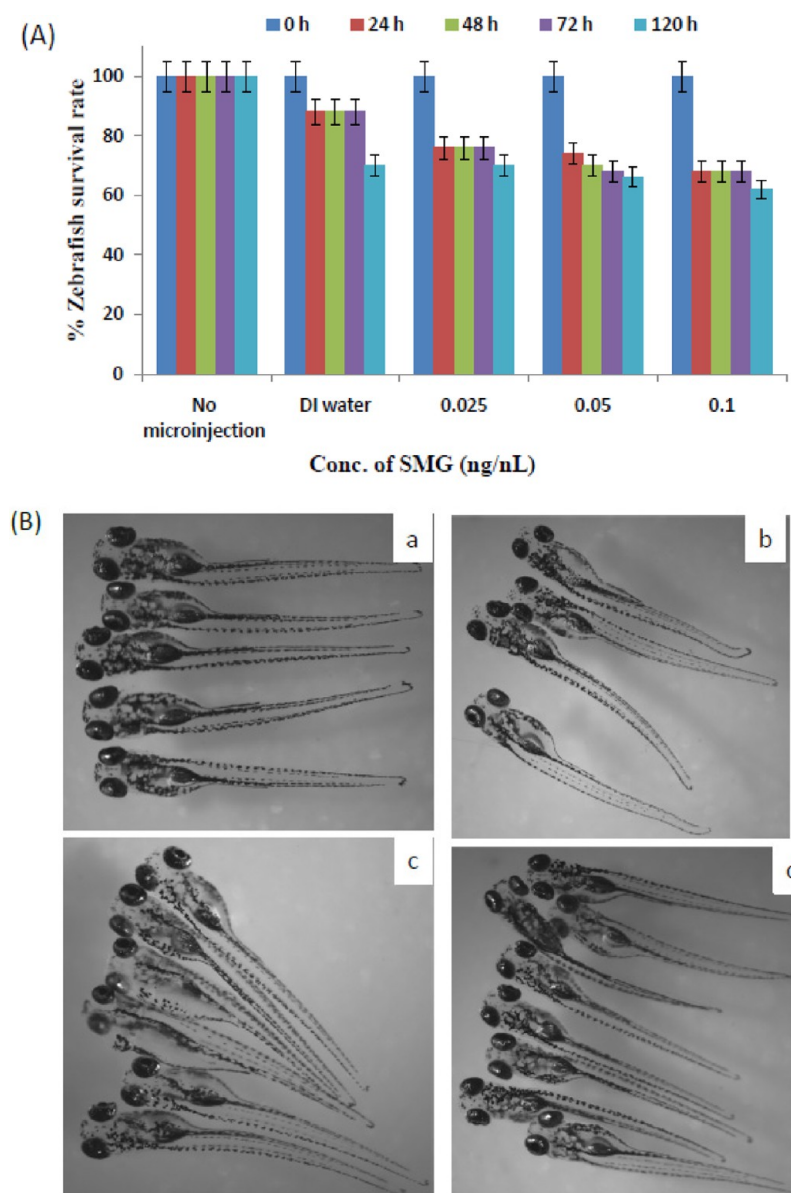 (A)
0 h 24 h 48 h 72 h 120 h
% Zebrafish survival rate
100
80
60
40
20
0
No microinjection
DI water
0.025
0.05
0.1
Conc. of SMG (ng/nL)
(B)
a
b
c
d